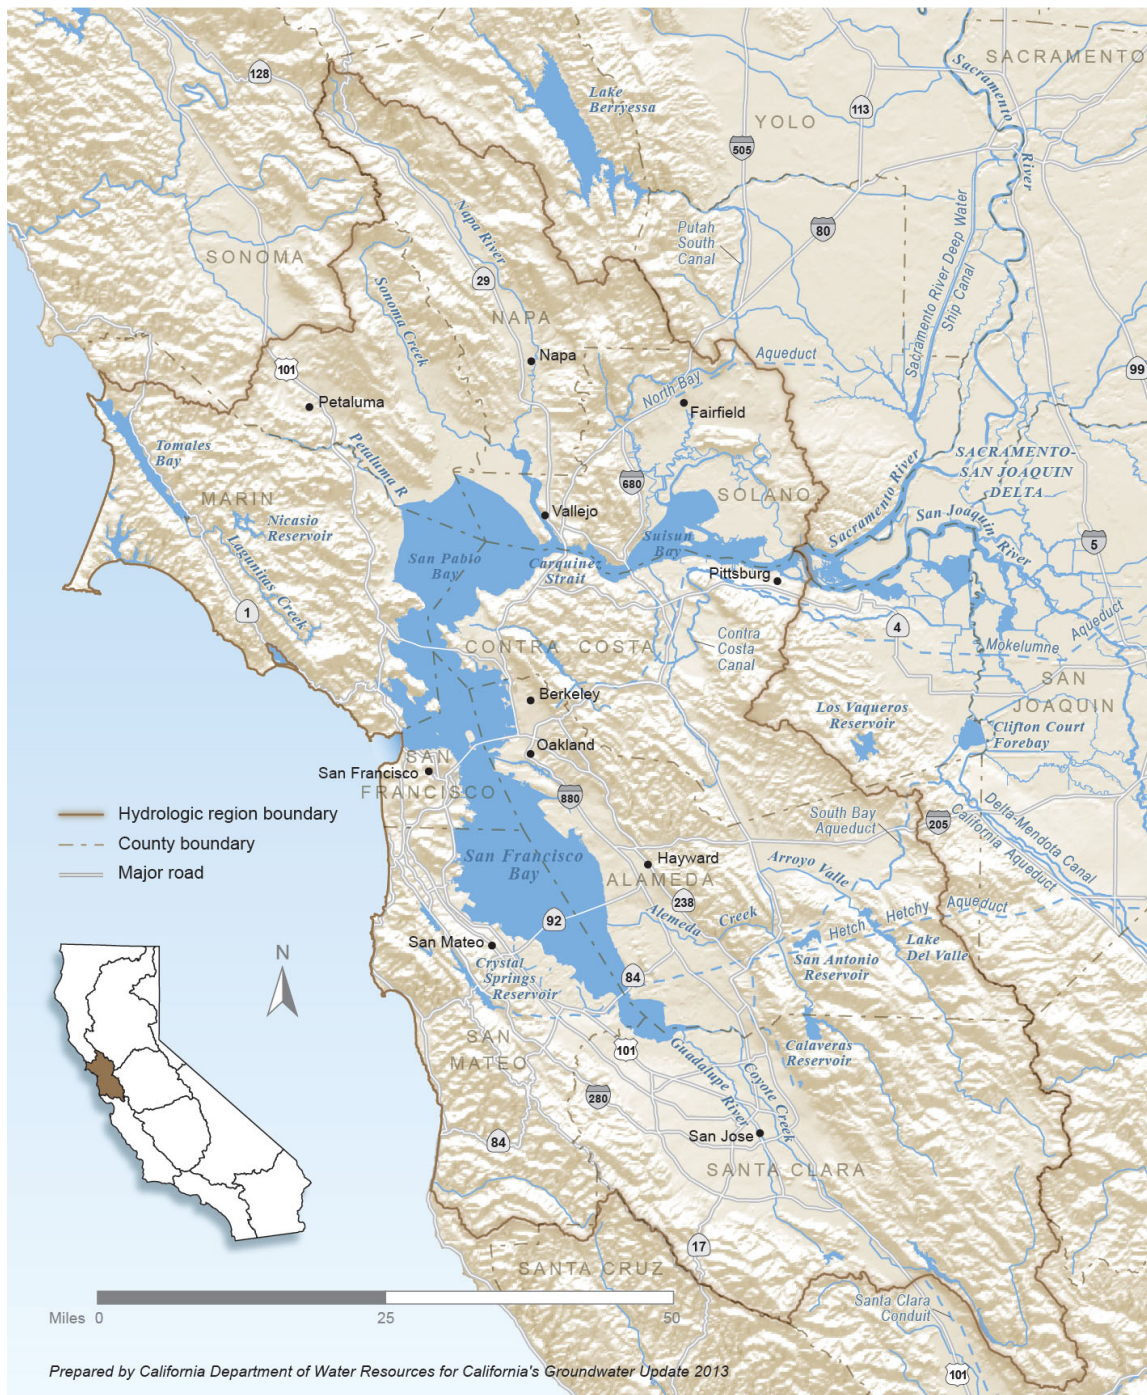 SACRAMENTO
Sacramento
River
128
Lake
Berryessa
113
YOLO
505
Napa River
Putah
South
Canal
80
Sacramento River Deep Water
Ship Canal
SONOMA
29
Sonoma Creek
NAPA
Napa
101
Aqueduct
99
North Bay
Petaluma
Fairfield
Petaluma R
Tomales
Bay
SACRAMENTO-
SAN JOAQUIN
DELTA
680
SOLANO
MARIN
Nicasio
Reservoir
Vallejo
Sacramento River
San Joaquin
River
Suisun
Bay
5
San Pablo
Bay
Carquinez
Strait
Pittsburg
Lagunitas Creek
1
4
Aqueduct
Mokelumne
CONTRA COSTA
Contra
Costa
Canal
SAN
JOAQUIN
Berkeley
Los Vaqueros
Reservoir
Clifton Court
Forebay
Oakland
SAN
FRANCISCO
San Francisco
880
South Bay
Aqueduct
205
Delta-Mendota Canal
California Aqueduct
Hydrologic region boundary
County boundary
Major road
San Francisco
Bay
Hayward
ALAMEDA
Arroyo Valle
238
Alemeda
Creek
Hetch Hetchy Aqueduct
92
San Mateo
Crystal
Springs
Reservoir
San Antonio
Reservoir
Lake
Del Valle
84
N
SAN
MATEO
101
Guadalupe
River
Coyote Creek
Calaveras
Reservoir
280
84
San Jose
SANTA CLARA
17
SANTA CRUZ
Santa Clara
Conduit
101
Miles 0 25 50
Prepared by California Department of Water Resources for California's Groundwater Update 2013